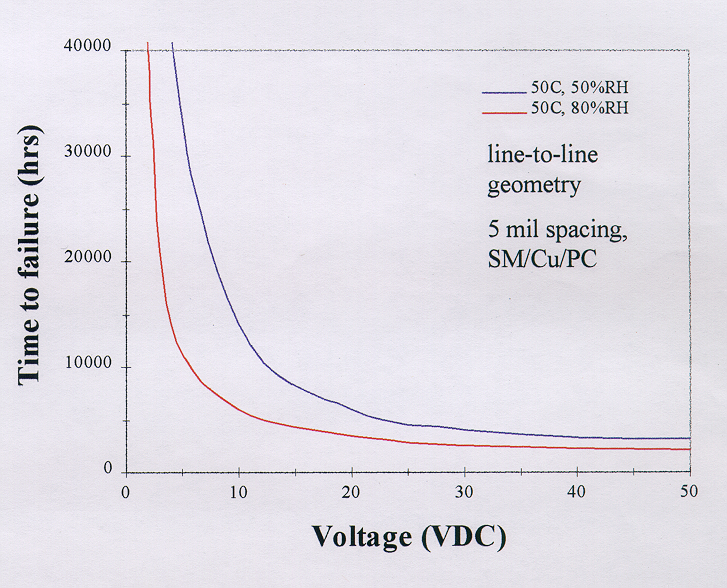 40000
30000
20000
10000
0
0
10
20
30
40
50
Time to failure (hrs)
Voltage (VDC)
50C, 50%RH
50C, 80%RH
line-to-line
geometry
5 mil spacing,
SM/Cu/PC